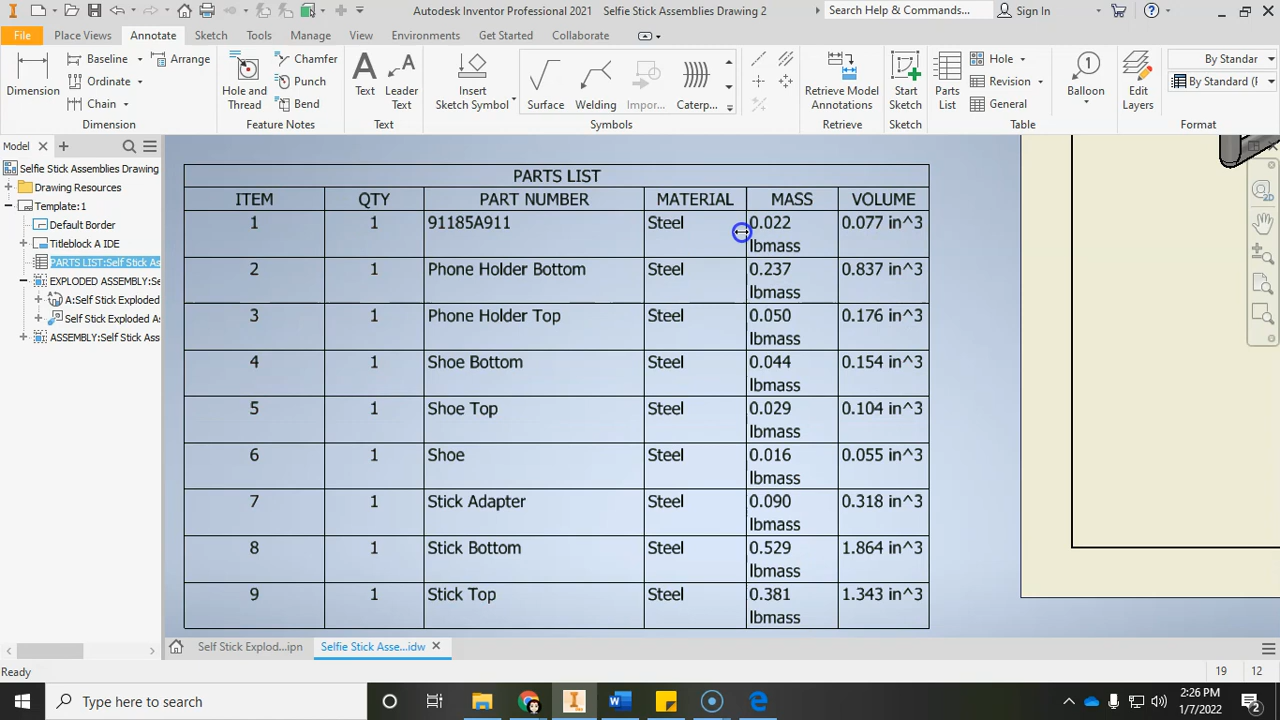 Autodesk Inventor Professional 2021 Selfie Stick Assemblies Drawing 2
Search Help & Commands...
Sign In
File Place Views Annotate Sketch Tools Manage View Environments Get Started Collaborate
Dimension
Baseline
Arrange
Ordinate
Chain
Dimension
Hole and
Thread
Chamfer
Punch
Bend
Feature Notes
Text
Leader
Text
Text
Insert
Sketch Symbol
Surface
Welding
Impor...
Caterp...
Symbols
Retrieve Model
Annotations
Retrieve
Start
Sketch
Sketch
Parts
List
Hole
Revision
General
Table
Balloon
Edit
Layers
By Standar
By Standard (F
Format
Model
Selfie Stick Assemblies Drawing
Drawing Resources
Template:1
Default Border
Titleblock A IDE
PARTS LIST:Self Stick As
EXPLODED ASSEMBLY:S
A:Self Stick Exploded
Self Stick Exploded A
ASSEMBLY:Self Stick Ass
PARTS LIST
ITEM QTY PART NUMBER MATERIAL MASS VOLUME
1 1 91185A911 Steel 0.022 0.077 in^3
lbmass
2 1 Phone Holder Bottom Steel 0.237 0.837 in^3
lbmass
3 1 Phone Holder Top Steel 0.050 0.176 in^3
lbmass
4 1 Shoe Bottom Steel 0.044 0.154 in^3
lbmass
5 1 Shoe Top Steel 0.029 0.104 in^3
lbmass
6 1 Shoe Steel 0.016 0.055 in^3
lbmass
7 1 Stick Adapter Steel 0.090 0.318 in^3
lbmass
8 1 Stick Bottom Steel 0.529 1.864 in^3
lbmass
9 1 Stick Top Steel 0.381 1.343 in^3
lbmass
Self Stick Explod...ipn Selfie Stick Asse...idw
Ready
19 12
Type here to search
2:26 PM
1/7/2022
2